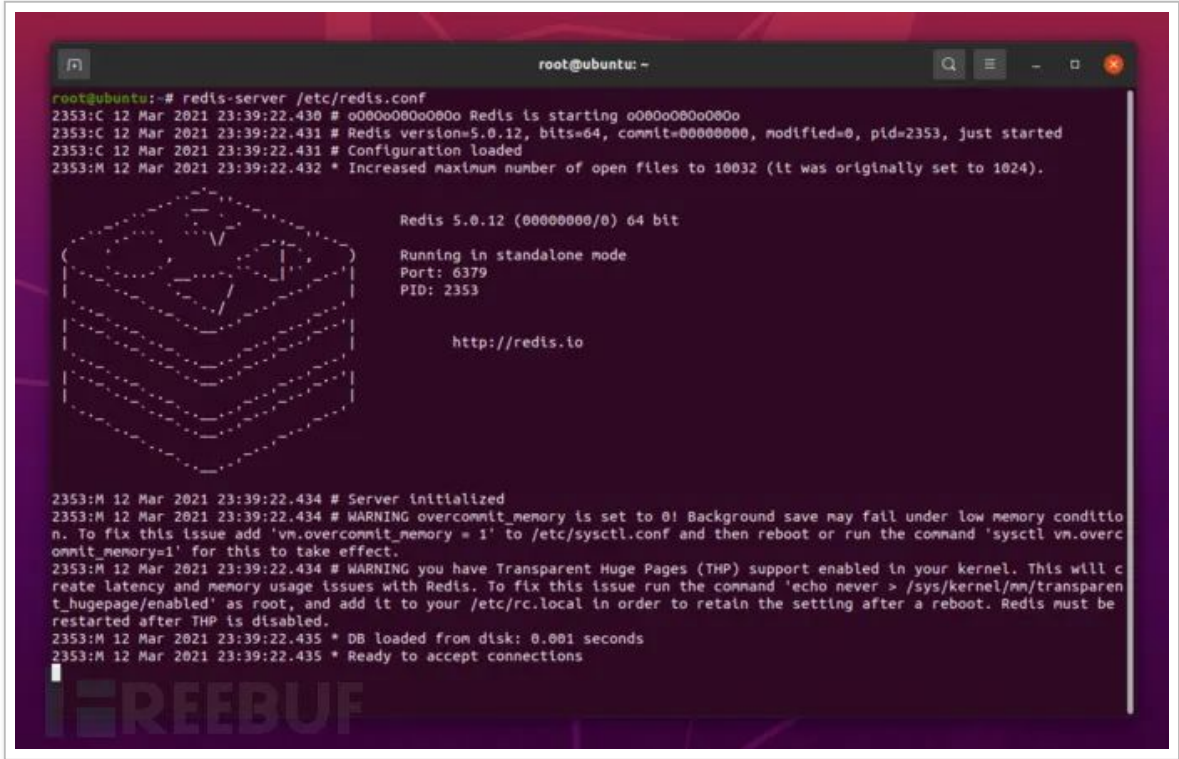 root@ubuntu: ~
root@ubuntu:~# redis-server /etc/redis.conf
2353:C 12 Mar 2021 23:39:22.430 # oO0OoO0OoO0Oo Redis is starting oO0OoO0OoO0Oo
2353:C 12 Mar 2021 23:39:22.431 # Redis version=5.0.12, bits=64, commit=00000000, modified=0, pid=2353, just started
2353:C 12 Mar 2021 23:39:22.431 # Configuration loaded
2353:M 12 Mar 2021 23:39:22.432 * Increased maximum number of open files to 10032 (it was originally set to 1024).
Redis 5.0.12 (00000000/0) 64 bit
Running in standalone mode
Port: 6379
PID: 2353
http://redis.io
2353:M 12 Mar 2021 23:39:22.434 # Server initialized
2353:M 12 Mar 2021 23:39:22.434 # WARNING overcommit_memory is set to 0! Background save may fail under low memory conditio
n. To fix this issue add 'vm.overcommit_memory = 1' to /etc/sysctl.conf and then reboot or run the command 'sysctl vm.overc
ommit_memory=1' for this to take effect.
2353:M 12 Mar 2021 23:39:22.434 # WARNING you have Transparent Huge Pages (THP) support enabled in your kernel. This will c
reate latency and memory usage issues with Redis. To fix this issue run the command 'echo never > /sys/kernel/mm/transparen
t_hugepage/enabled' as root, and add it to your /etc/rc.local in order to retain the setting after a reboot. Redis must be
restarted after THP is disabled.
2353:M 12 Mar 2021 23:39:22.435 * DB loaded from disk: 0.001 seconds
2353:M 12 Mar 2021 23:39:22.435 * Ready to accept connections
FREEBUF